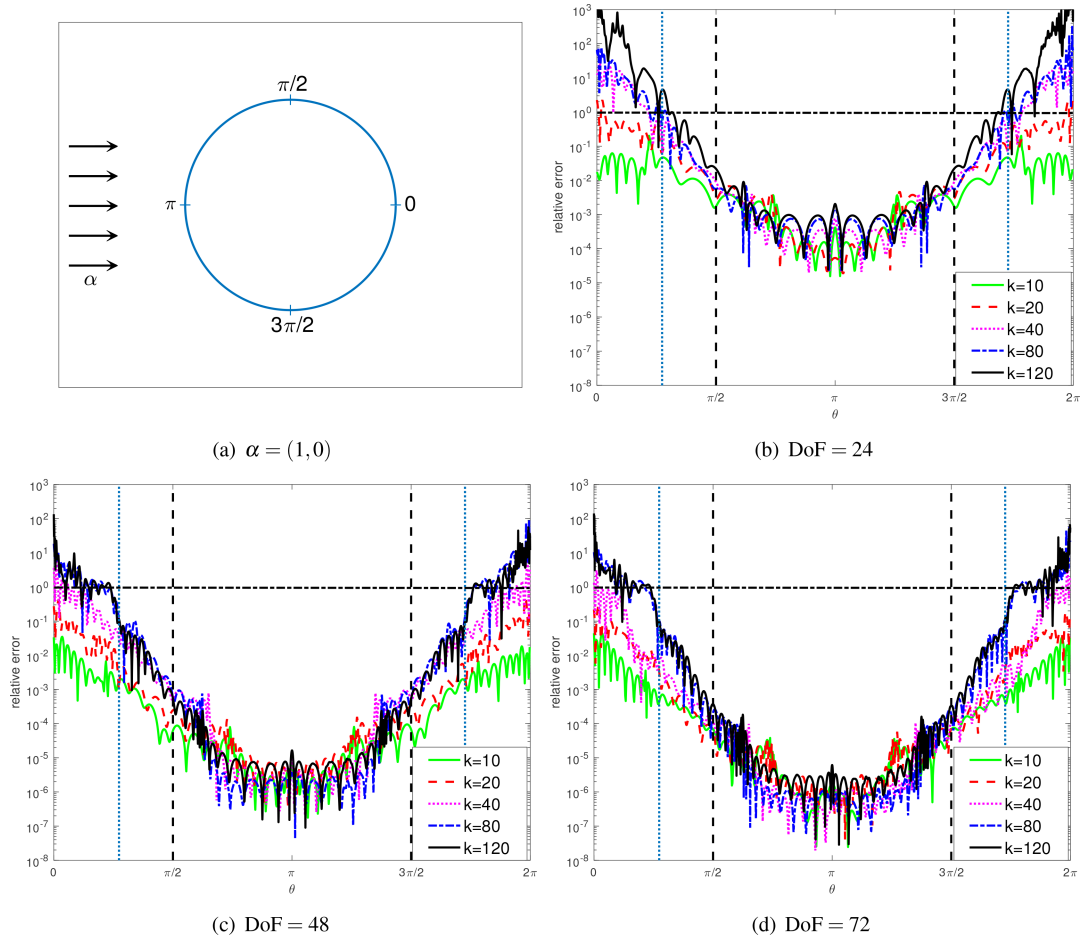 π/2
π
0
3π/2
α
(a) α = (1,0)
relative error
10^3
10^2
10^1
10^0
10^-1
10^-2
10^-3
10^-4
10^-5
10^-6
10^-7
10^-8
0
π/2
π
3π/2
2π
θ
k=10
k=20
k=40
k=80
k=120
(b) DoF = 24
relative error
10^3
10^2
10^1
10^0
10^-1
10^-2
10^-3
10^-4
10^-5
10^-6
10^-7
10^-8
0
π/2
π
3π/2
2π
θ
k=10
k=20
k=40
k=80
k=120
(c) DoF = 48
relative error
10^3
10^2
10^1
10^0
10^-1
10^-2
10^-3
10^-4
10^-5
10^-6
10^-7
10^-8
0
π/2
π
3π/2
2π
θ
k=10
k=20
k=40
k=80
k=120
(d) DoF = 72